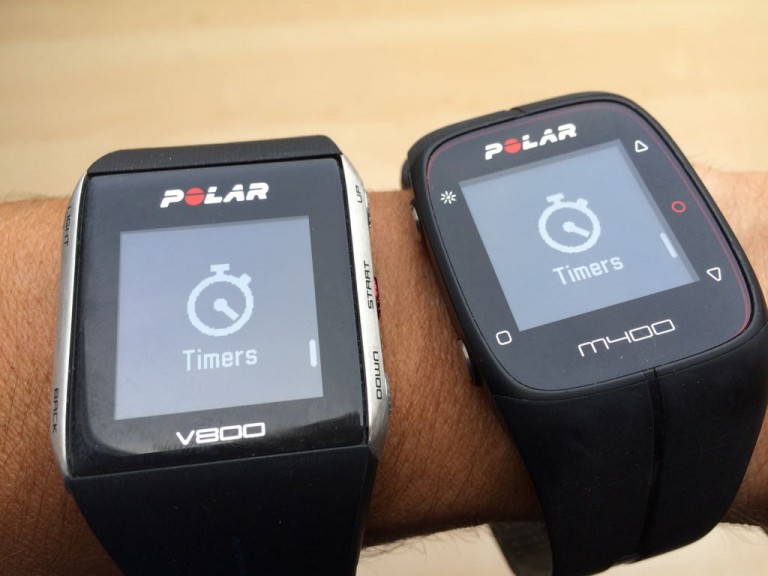 POLAR
LIGHT
UP
START
Timers
BACK
DOWN
V800
POLAR
Timers
M400